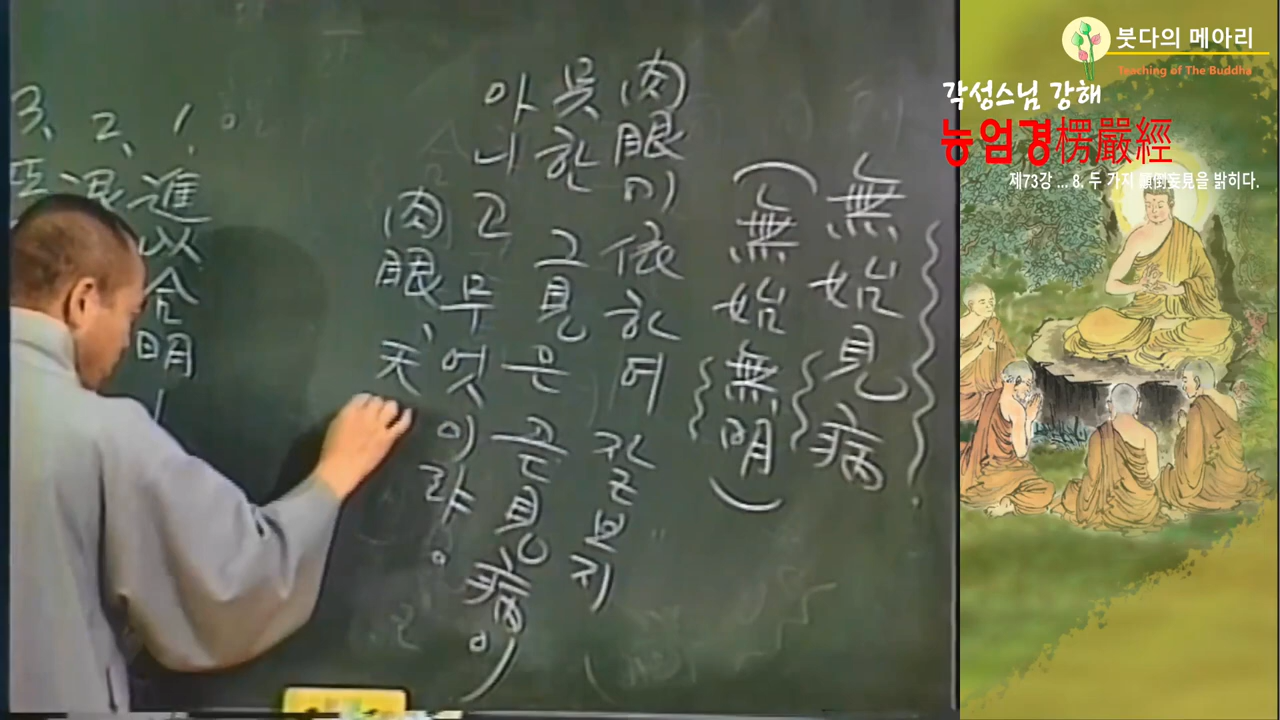 붓다의 메아리
Teaching of The Buddha
각성스님 강해
능엄경楞嚴經
제73강 ... 8. 두 가지 顚倒妄見을 밝히다.
無始見病
(無始無明)
肉眼이 依하여 잘보지
못한 그見은 곧見病이
아니고 무엇이랴。
肉眼、天
1、進以合明
2、退
3、